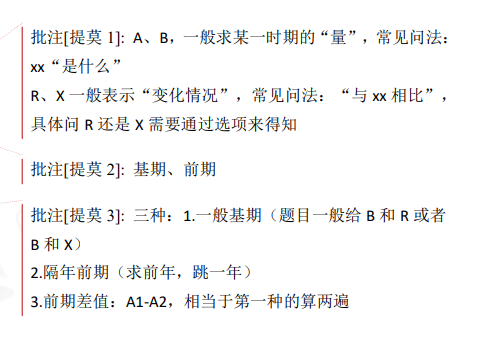 批注[提莫 1]: A、B，一般求某一时期的“量”，常见问法：
xx“是什么”
R、X 一般表示“变化情况”，常见问法：“与 xx 相比”，
具体问 R 还是 X 需要通过选项来得知
批注[提莫 2]: 基期、前期
批注[提莫 3]: 三种：1.一般基期（题目一般给 B 和 R 或者
B 和 X）
2.隔年前期（求前年，跳一年）
3.前期差值：A1-A2，相当于第一种的算两遍